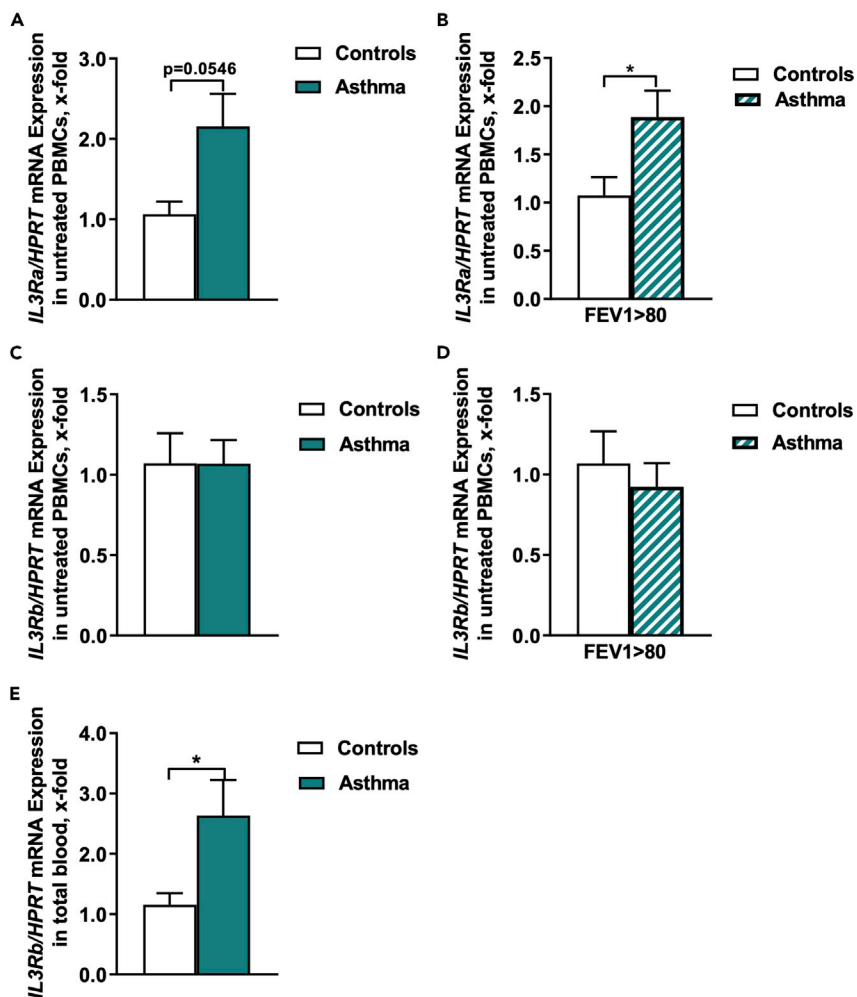 A
IL3Ra/HPRT mRNA Expression
in untreated PBMCs, x-fold
3.0
2.0
1.0
0.0
p=0.0546
Controls
Asthma
B
IL3Ra/HPRT mRNA Expression
in untreated PBMCs, x-fold
2.5
2.0
1.5
1.0
0.5
0.0
*
FEV1>80
Controls
Asthma
C
IL3Rb/HPRT mRNA Expression
in untreated PBMCs, x-fold
1.5
1.0
0.5
0.0
Controls
Asthma
D
IL3Rb/HPRT mRNA Expression
in untreated PBMCs, x-fold
1.5
1.0
0.5
0.0
FEV1>80
Controls
Asthma
E
IL3Rb/HPRT mRNA Expression
in total blood, x-fold
4.0
3.0
2.0
1.0
0.0
*
Controls
Asthma